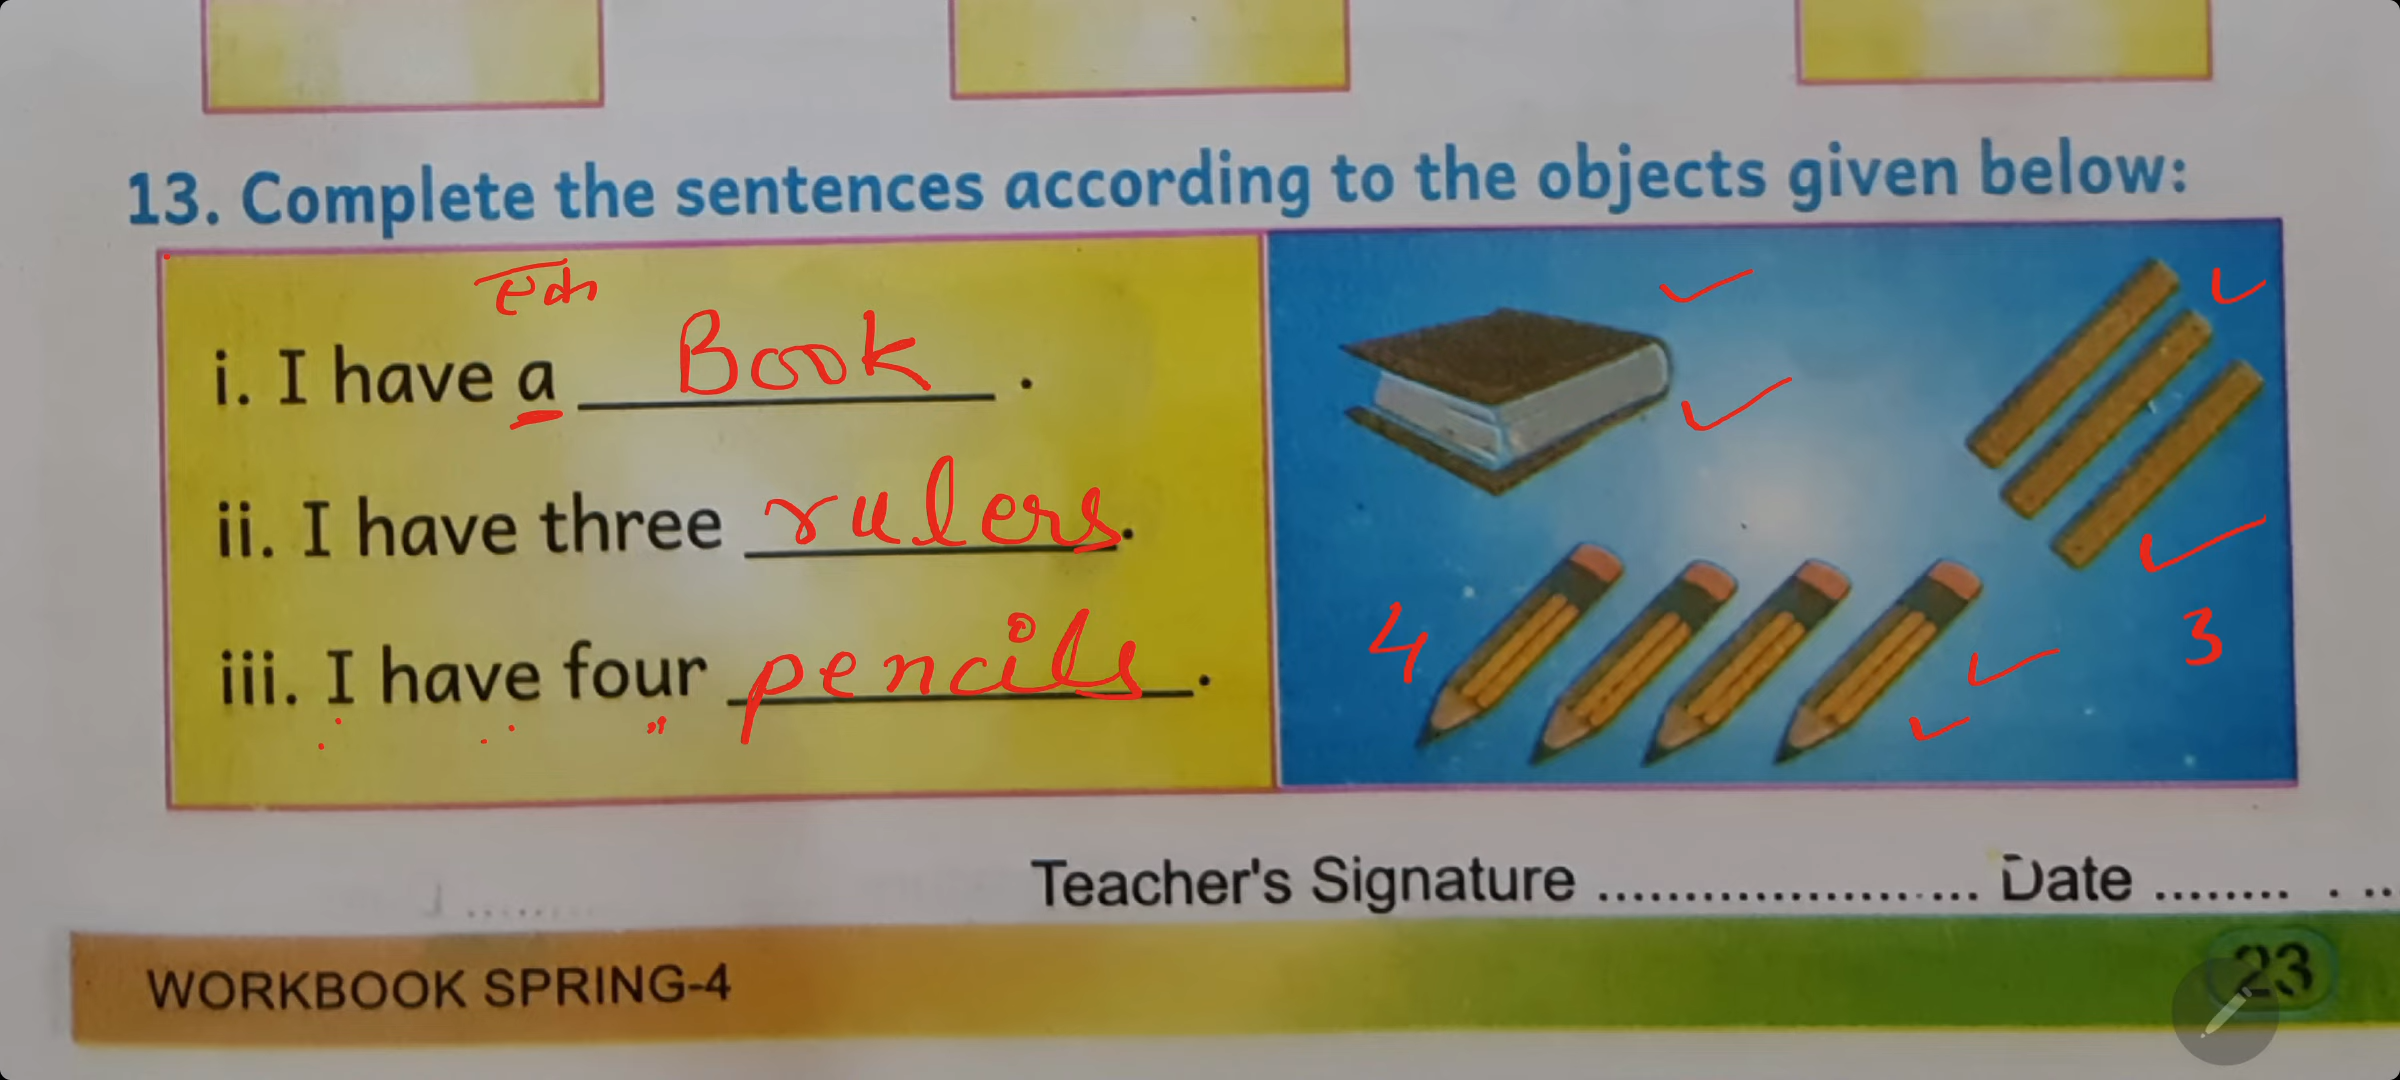 13. Complete the sentences according to the objects given below:
एक
i. I have a Book .
ii. I have three rulers.
iii. I have four pencils.
4
3
Teacher's Signature ........................ Date ........ . ..
WORKBOOK SPRING-4
23